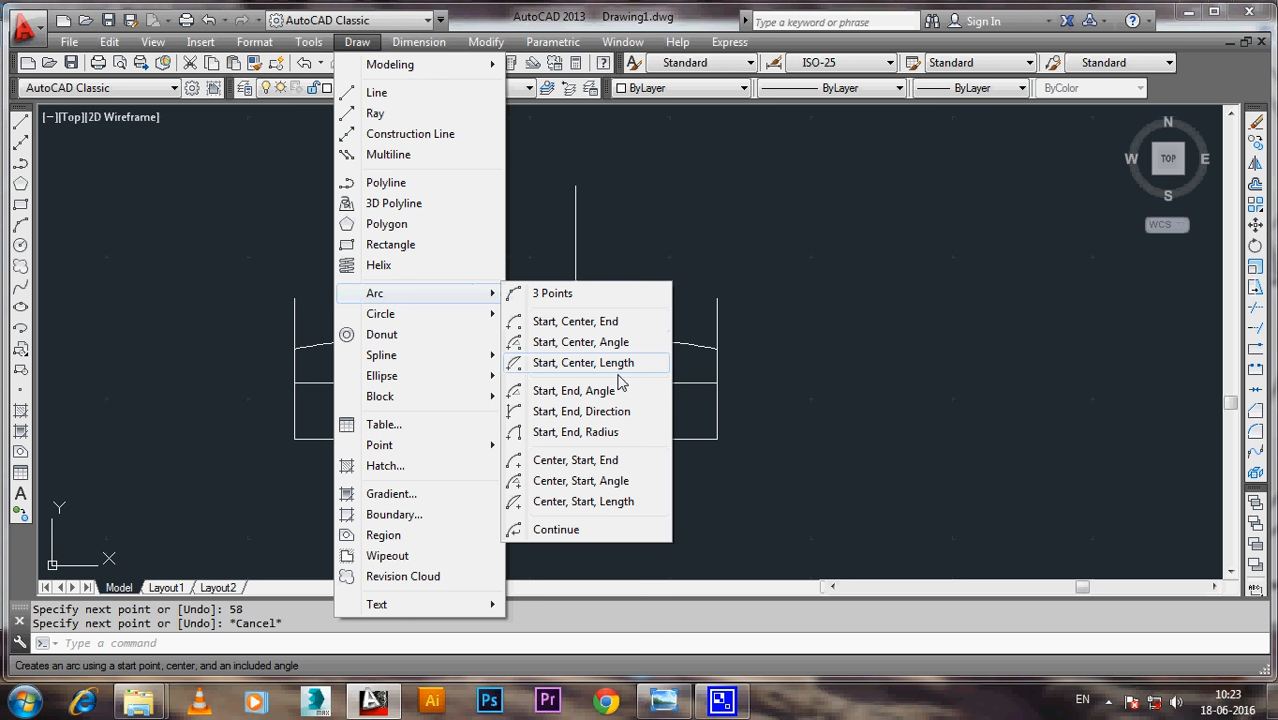 AutoCAD Classic
AutoCAD 2013 Drawing1.dwg
Type a keyword or phrase
Sign In
File Edit View Insert Format Tools Draw Dimension Modify Parametric Window Help Express
Standard ISO-25 Standard Standard
AutoCAD Classic ByLayer ByLayer ByLayer ByColor
[−][Top][2D Wireframe]
Modeling
Line
Ray
Construction Line
Multiline
Polyline
3D Polyline
Polygon
Rectangle
Helix
Arc
Circle
Donut
Spline
Ellipse
Block
Table...
Point
Hatch...
Gradient...
Boundary...
Region
Wipeout
Revision Cloud
Text
3 Points
Start, Center, End
Start, Center, Angle
Start, Center, Length
Start, End, Angle
Start, End, Direction
Start, End, Radius
Center, Start, End
Center, Start, Angle
Center, Start, Length
Continue
N
W TOP E
S
WCS
Y
X
Model Layout1 Layout2
Specify next point or [Undo]: 58
Specify next point or [Undo]: *Cancel*
Type a command
Creates an arc using a start point, center, and an included angle
Ai Ps Pr
EN
10:23
18-06-2016